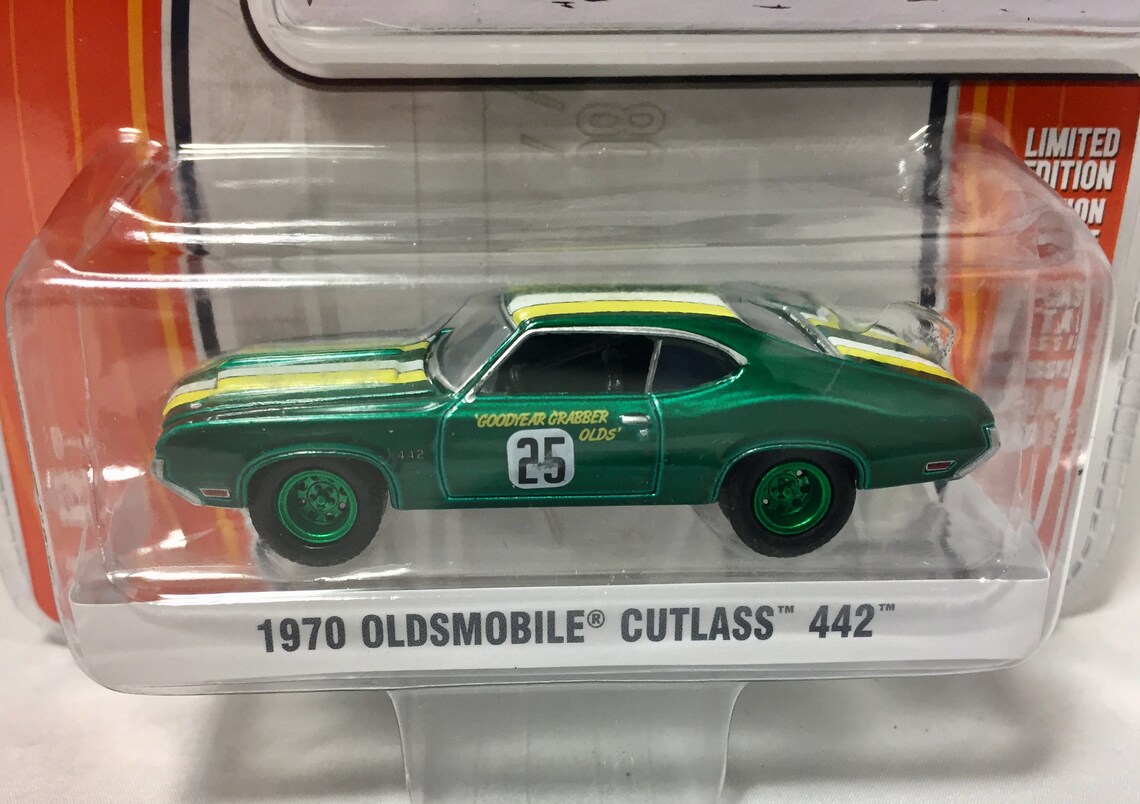 LIMITED
EDITION
'GOODYEAR GRABBER
OLDS'
25
442
1970 OLDSMOBILE® CUTLASS™ 442™